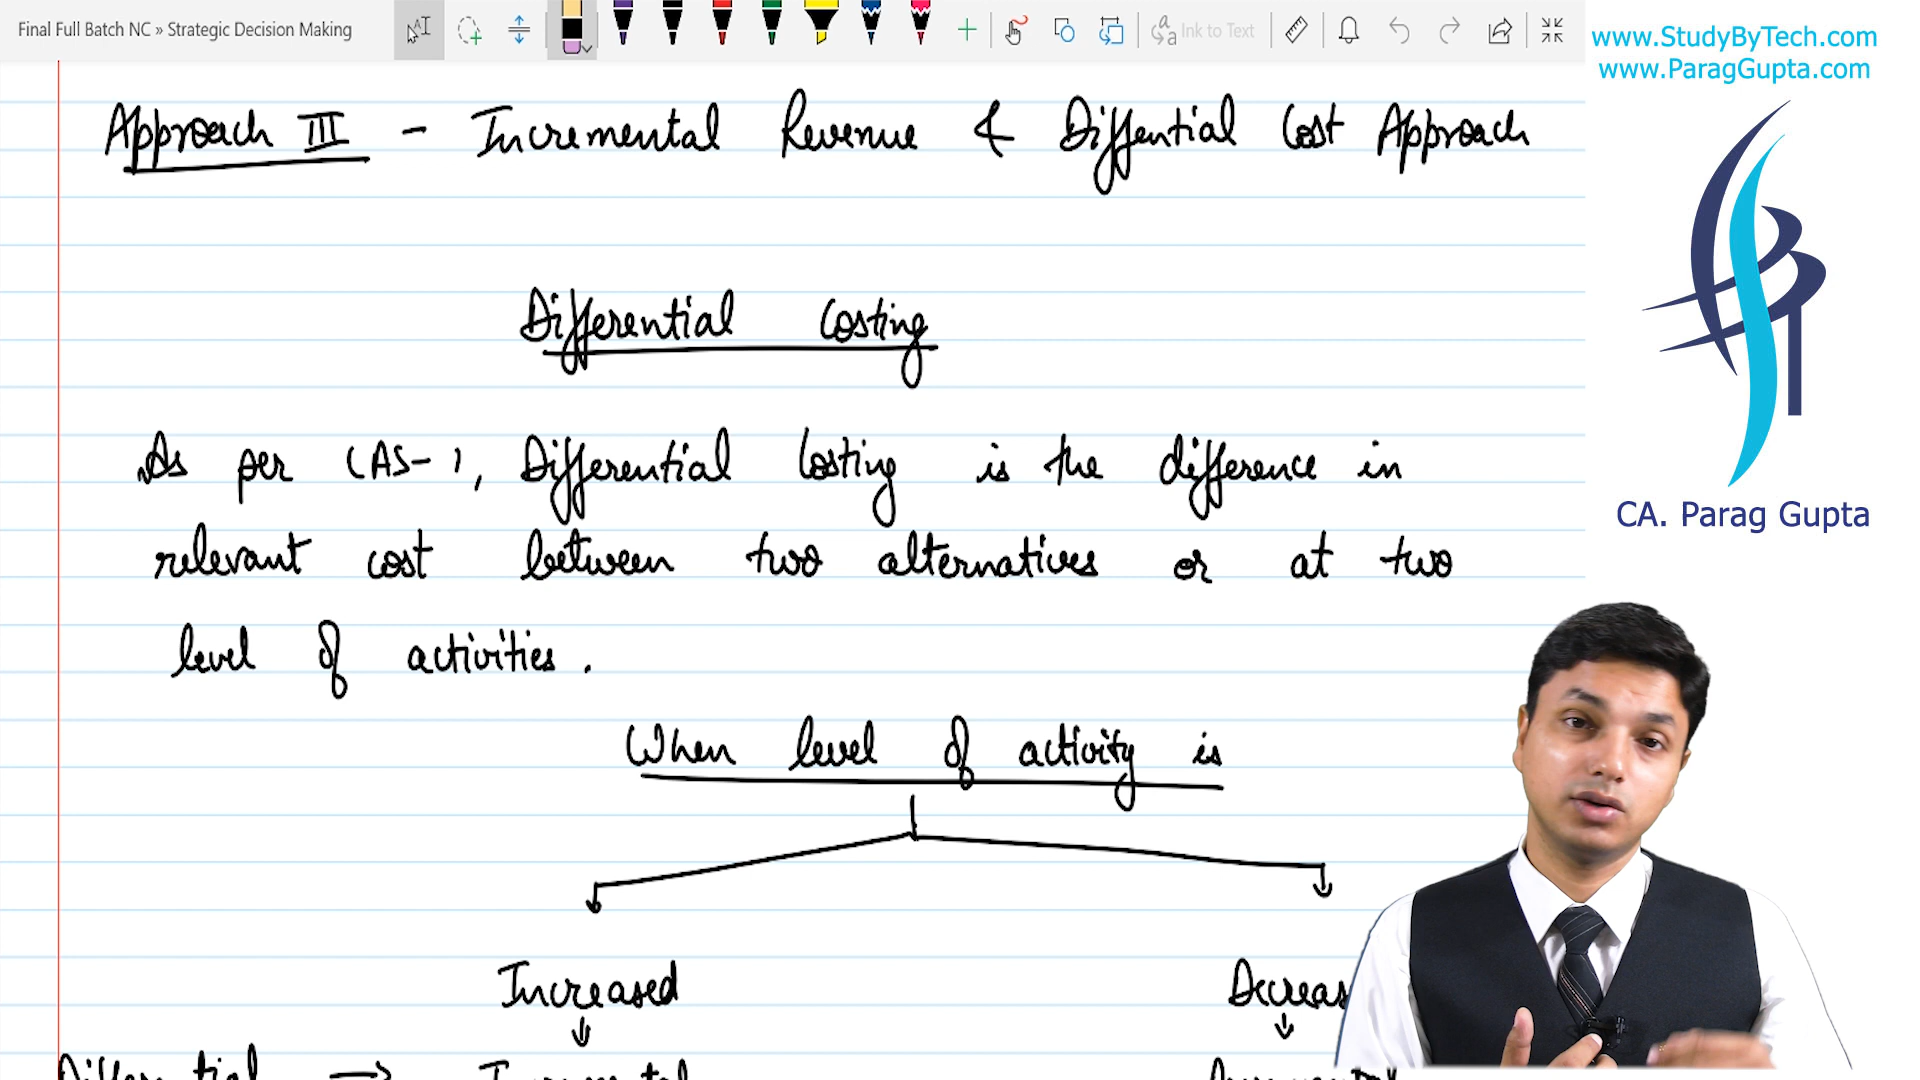 Final Full Batch NC » Strategic Decision Making
Ink to Text
www.StudyByTech.com
www.ParagGupta.com
Approach III - Incremental Revenue & Diffential Cost Approach
Differential Costing
As per CAS-1, Differential Costing is the difference in
relevant cost between two alternatives or at two
level of activities.
CA. Parag Gupta
When level of activity is
Increased Decreas